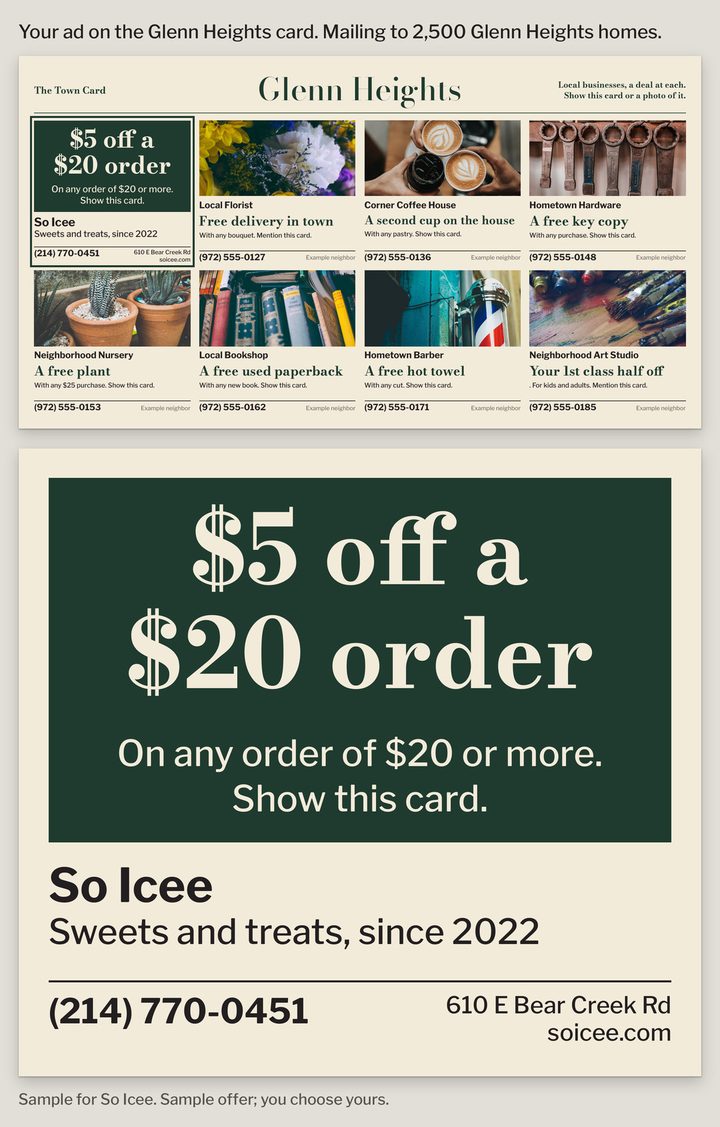 Your ad on the Glenn Heights card. Mailing to 2,500 Glenn Heights homes.
The Town Card
Glenn Heights
Local businesses, a deal at each.
Show this card or a photo of it.
$5 off a
$20 order
On any order of $20 or more.
Show this card.
So Icee
Sweets and treats, since 2022
(214) 770-0451
610 E Bear Creek Rd
soicee.com
Local Florist
Free delivery in town
With any bouquet. Mention this card.
(972) 555-0127
Example neighbor
Corner Coffee House
A second cup on the house
With any pastry. Show this card.
(972) 555-0136
Example neighbor
Hometown Hardware
A free key copy
With any purchase. Show this card.
(972) 555-0148
Example neighbor
Neighborhood Nursery
A free plant
With any $25 purchase. Show this card.
(972) 555-0153
Example neighbor
Local Bookshop
A free used paperback
With any new book. Show this card.
(972) 555-0162
Example neighbor
Hometown Barber
A free hot towel
With any cut. Show this card.
(972) 555-0171
Example neighbor
Neighborhood Art Studio
Your 1st class half off
. For kids and adults. Mention this card.
(972) 555-0185
Example neighbor
$5 off a
$20 order
On any order of $20 or more.
Show this card.
So Icee
Sweets and treats, since 2022
(214) 770-0451
610 E Bear Creek Rd
soicee.com
Sample for So Icee. Sample offer; you choose yours.